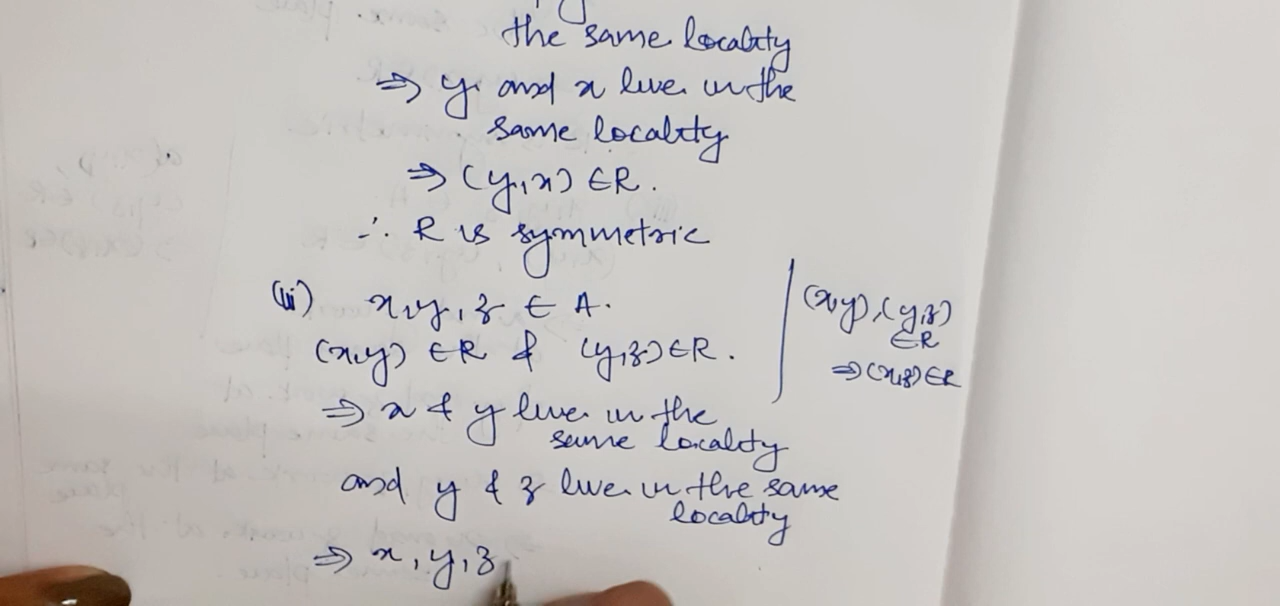 the same locality
⇒ y and x live in the
same locality
⇒ (y, x) ∈ R.
∴ R is symmetric
(iii) x, y, z ∈ A.
(x, y) ∈ R & (y, z) ∈ R.
⇒ x & y live in the
same locality
and y & z live in the same
locality
⇒ x, y, z
(x, y), (y, z)
∈ R
⇒ (x, z) ∈ R